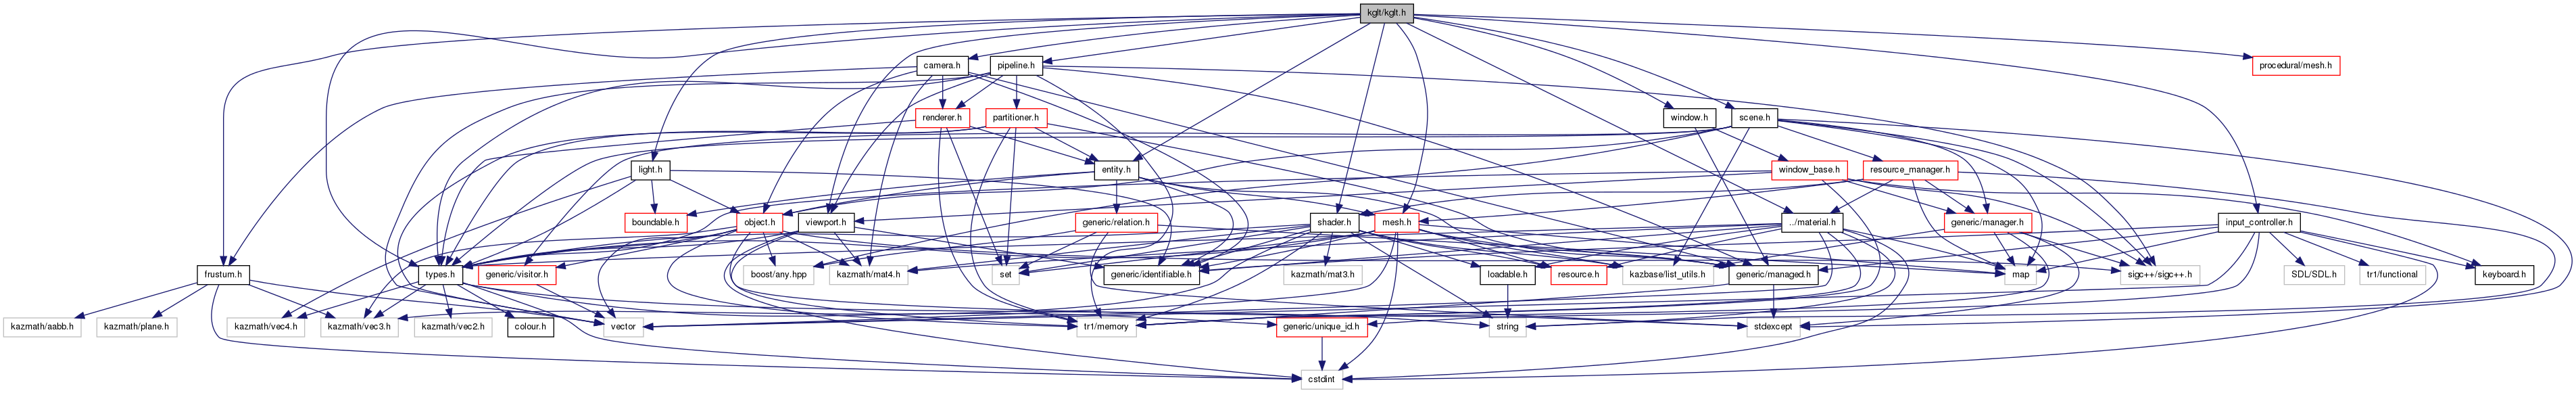 kglt/kglt.h
procedural/mesh.h
camera.h
pipeline.h
renderer.h
partitioner.h
window.h
scene.h
light.h
entity.h
window_base.h
resource_manager.h
boundable.h
object.h
viewport.h
generic/relation.h
shader.h
mesh.h
../material.h
generic/manager.h
input_controller.h
frustum.h
types.h
generic/visitor.h
boost/any.hpp
kazmath/mat4.h
generic/identifiable.h
set
kazmath/mat3.h
loadable.h
resource.h
kazbase/list_utils.h
generic/managed.h
map
sigc++/sigc++.h
SDL/SDL.h
tr1/functional
keyboard.h
kazmath/aabb.h
kazmath/plane.h
kazmath/vec4.h
kazmath/vec3.h
kazmath/vec2.h
colour.h
generic/unique_id.h
vector
tr1/memory
string
stdexcept
cstdint